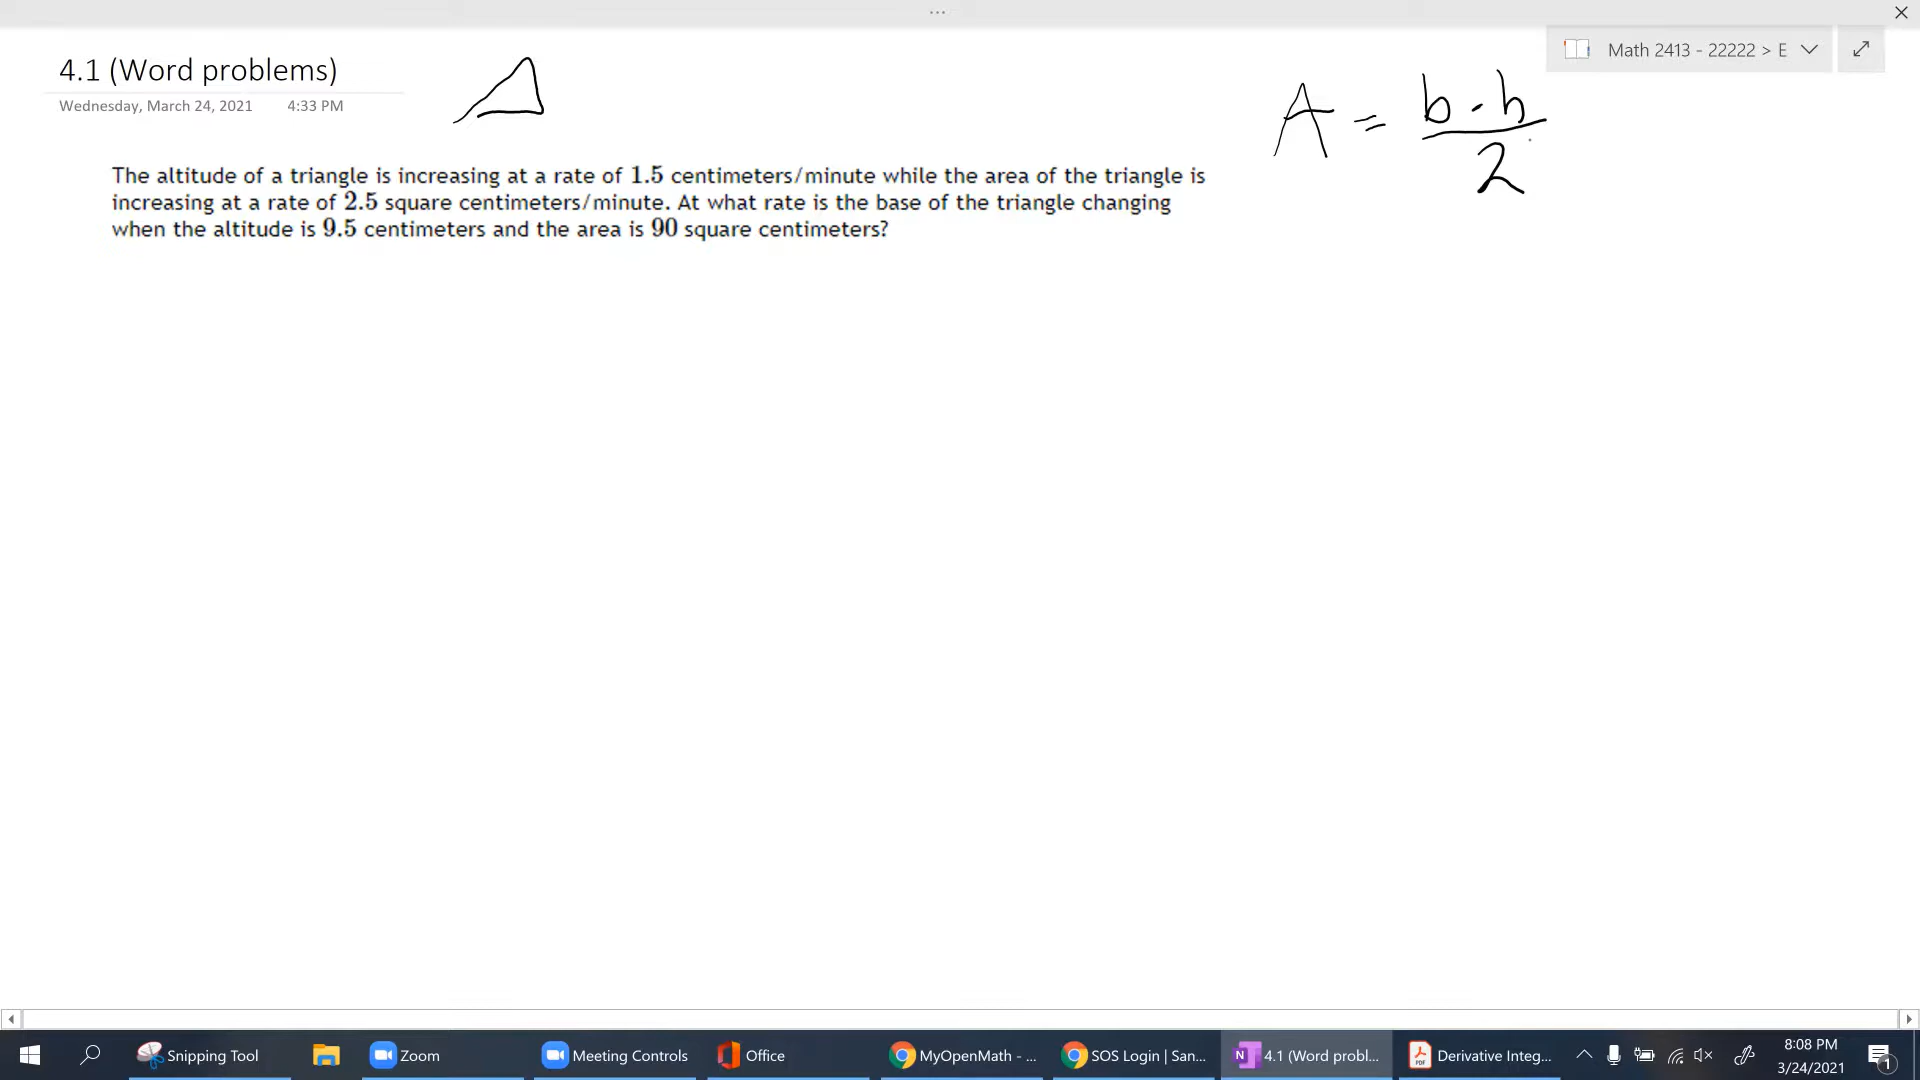 ...
Math 2413 - 22222 > E
4.1 (Word problems)
Wednesday, March 24, 2021 4:33 PM
A = b · h / 2
The altitude of a triangle is increasing at a rate of 1.5 centimeters/minute while the area of the triangle is
increasing at a rate of 2.5 square centimeters/minute. At what rate is the base of the triangle changing
when the altitude is 9.5 centimeters and the area is 90 square centimeters?
Snipping Tool
Zoom
Meeting Controls
Office
MyOpenMath - ...
SOS Login | San...
N 4.1 (Word probl...
PDF Derivative Integ...
8:08 PM
3/24/2021
1